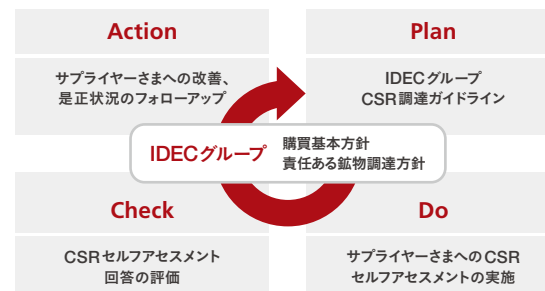 Action
サプライヤーさまへの改善、
是正状況のフォローアップ
Plan
IDECグループ
CSR調達ガイドライン
IDECグループ
購買基本方針
責任ある鉱物調達方針
Check
CSRセルフアセスメント
回答の評価
Do
サプライヤーさまへのCSR
セルフアセスメントの実施